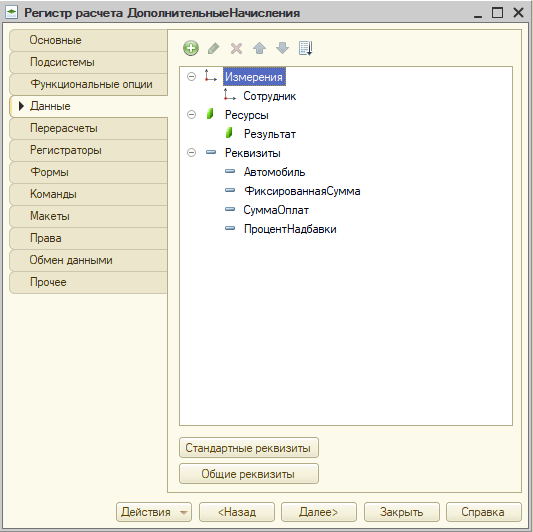 Регистр расчета ДополнительныеНачисления
Основные
Подсистемы
Функциональные опции
Данные
Перерасчеты
Регистраторы
Формы
Команды
Макеты
Права
Обмен данными
Прочее
Измерения
Сотрудник
Ресурсы
Результат
Реквизиты
Автомобиль
ФиксированнаяСумма
СуммаОплат
ПроцентНадбавки
Стандартные реквизиты
Общие реквизиты
Действия
<Назад
Далее>
Закрыть
Справка